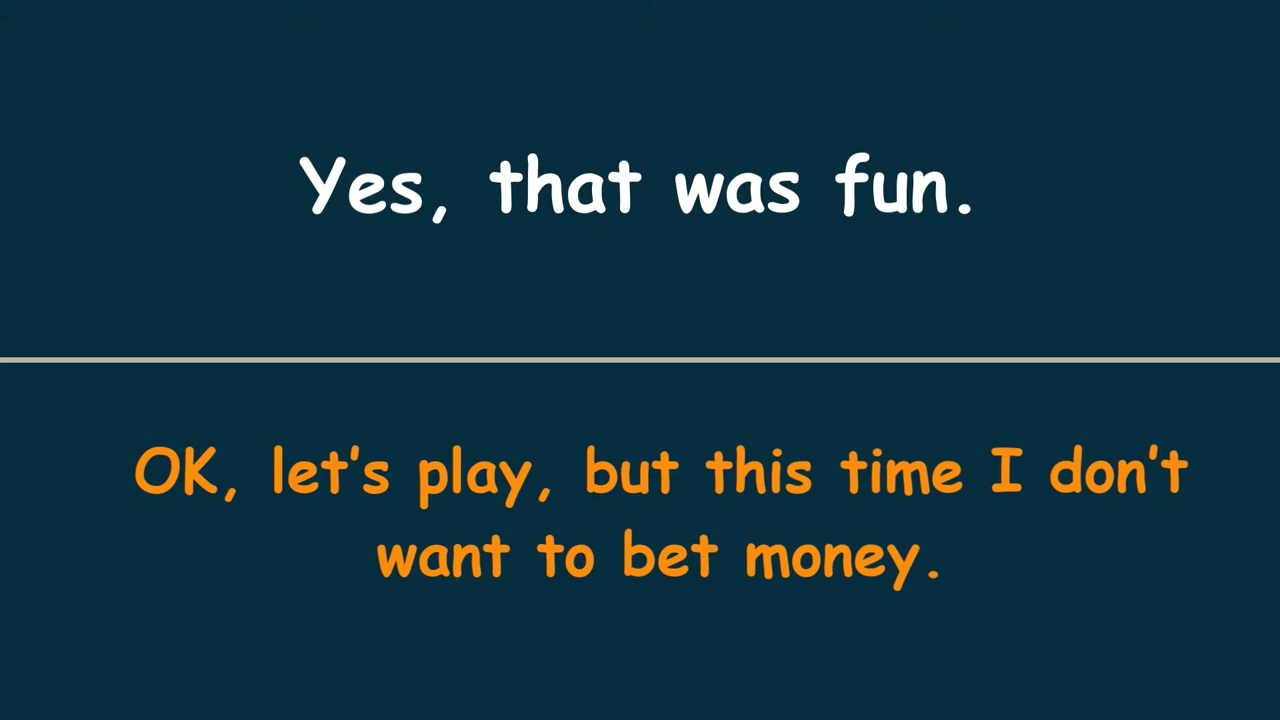 Yes, that was fun.
OK, let's play, but this time I don't
want to bet money.